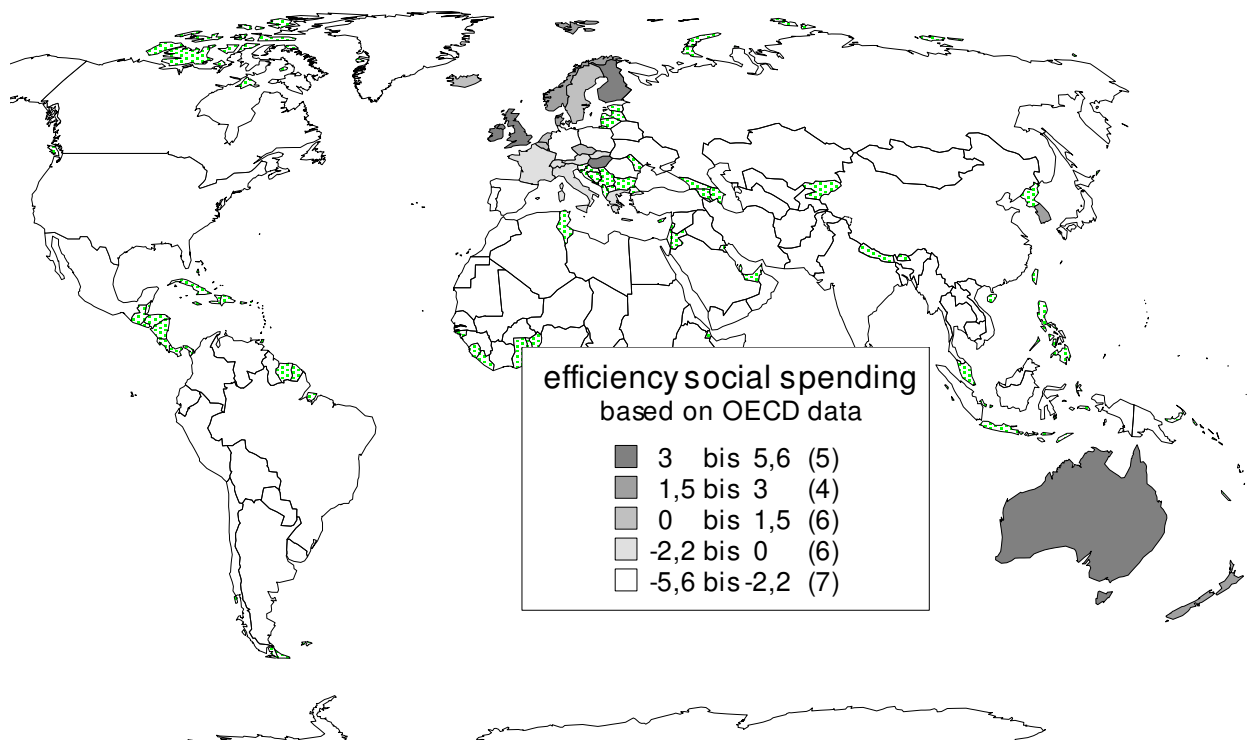 efficiency social spending
based on OECD data
3 bis 5,6 (5)
1,5 bis 3 (4)
0 bis 1,5 (6)
-2,2 bis 0 (6)
-5,6 bis -2,2 (7)